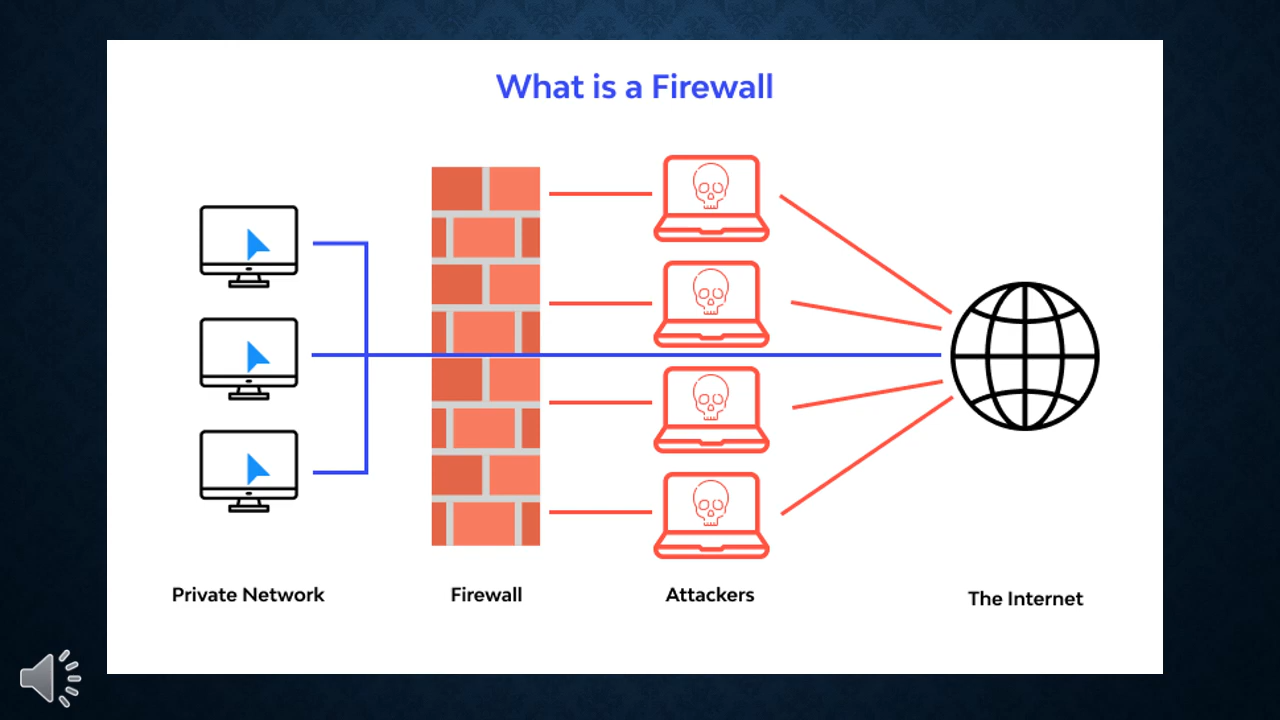 What is a Firewall
Private Network
Firewall
Attackers
The Internet